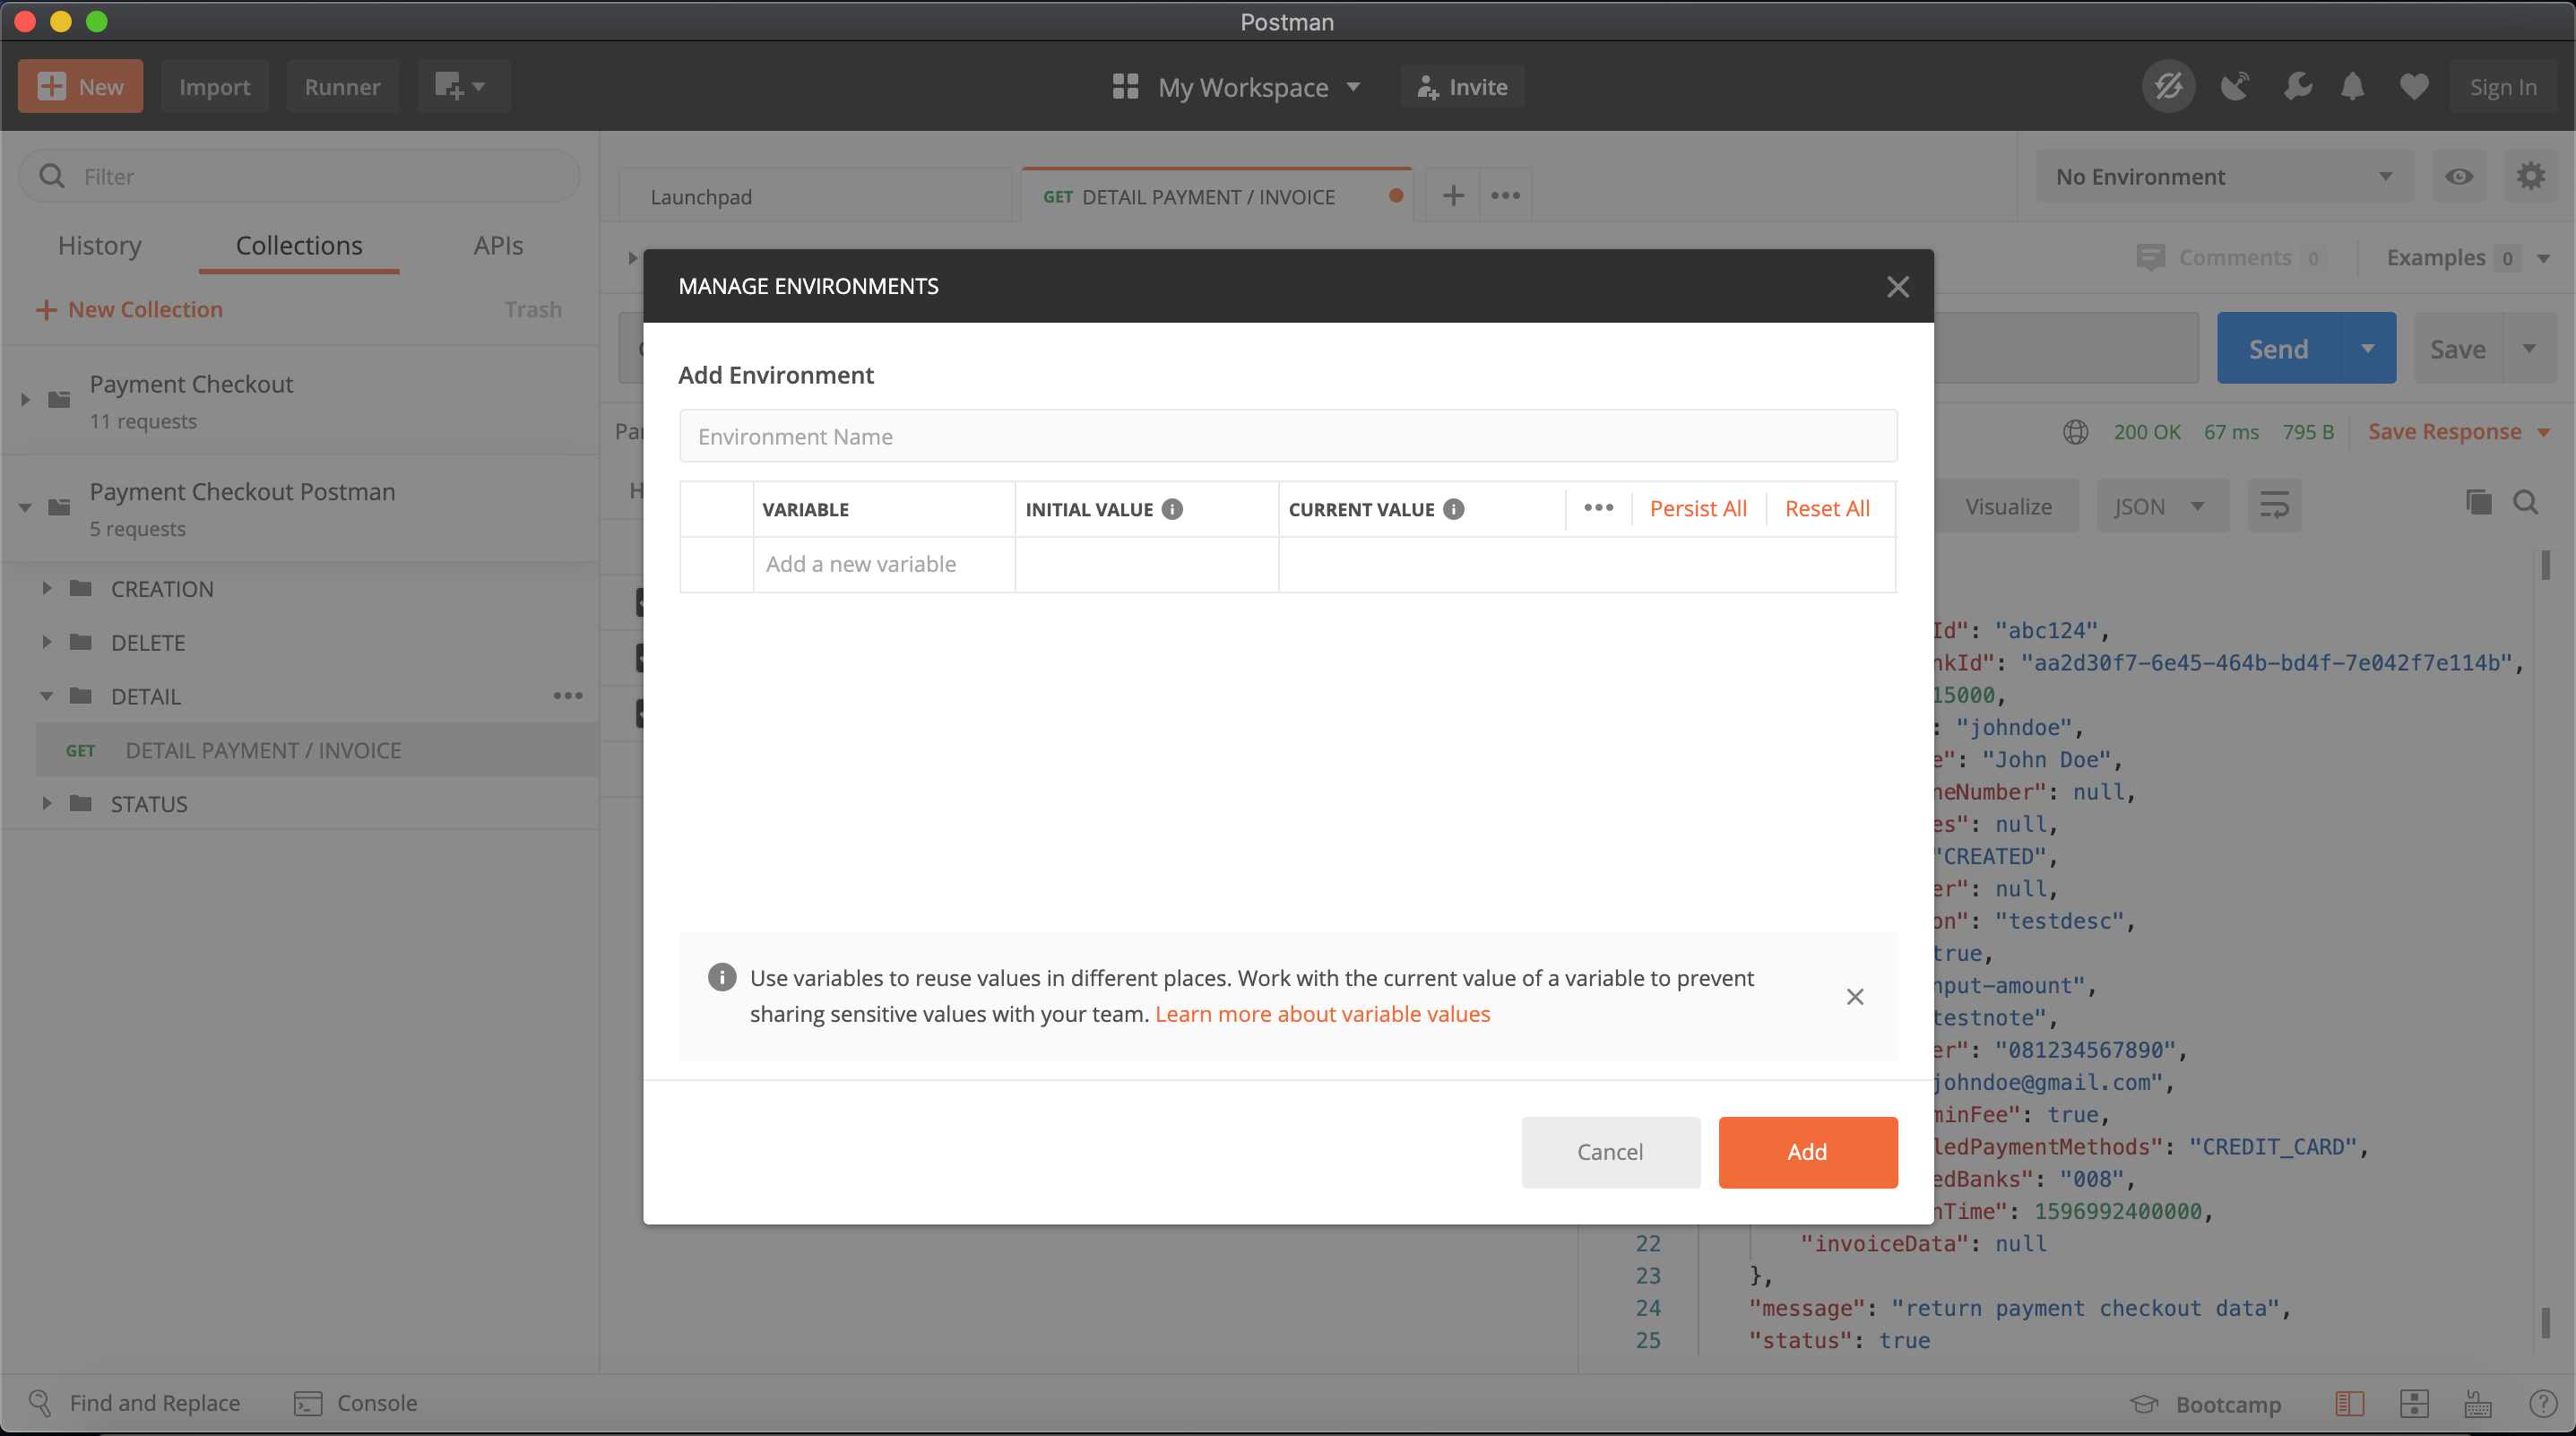 Postman
New
Import
Runner
My Workspace
Invite
Sign In
Filter
History
Collections
APIs
New Collection
Trash
Payment Checkout
11 requests
Payment Checkout Postman
5 requests
CREATION
DELETE
DETAIL
GET DETAIL PAYMENT / INVOICE
STATUS
Launchpad
GET DETAIL PAYMENT / INVOICE
No Environment
Comments 0
Examples 0
Send
Save
200 OK 67 ms 795 B
Save Response
Visualize
JSON
MANAGE ENVIRONMENTS
Add Environment
Environment Name
VARIABLE
INITIAL VALUE
CURRENT VALUE
Persist All
Reset All
Add a new variable
Use variables to reuse values in different places. Work with the current value of a variable to prevent
sharing sensitive values with your team. Learn more about variable values
Cancel
Add
Id": "abc124",
nkId": "aa2d30f7-6e45-464b-bd4f-7e042f7e114b",
15000,
: "johndoe",
e": "John Doe",
neNumber": null,
es": null,
"CREATED",
er": null,
on": "testdesc",
true,
nput-amount",
testnote",
er": "081234567890",
johndoe@gmail.com",
minFee": true,
ledPaymentMethods": "CREDIT_CARD",
edBanks": "008",
nTime": 1596992400000,
22 "invoiceData": null
23 },
24 "message": "return payment checkout data",
25 "status": true
Find and Replace
Console
Bootcamp